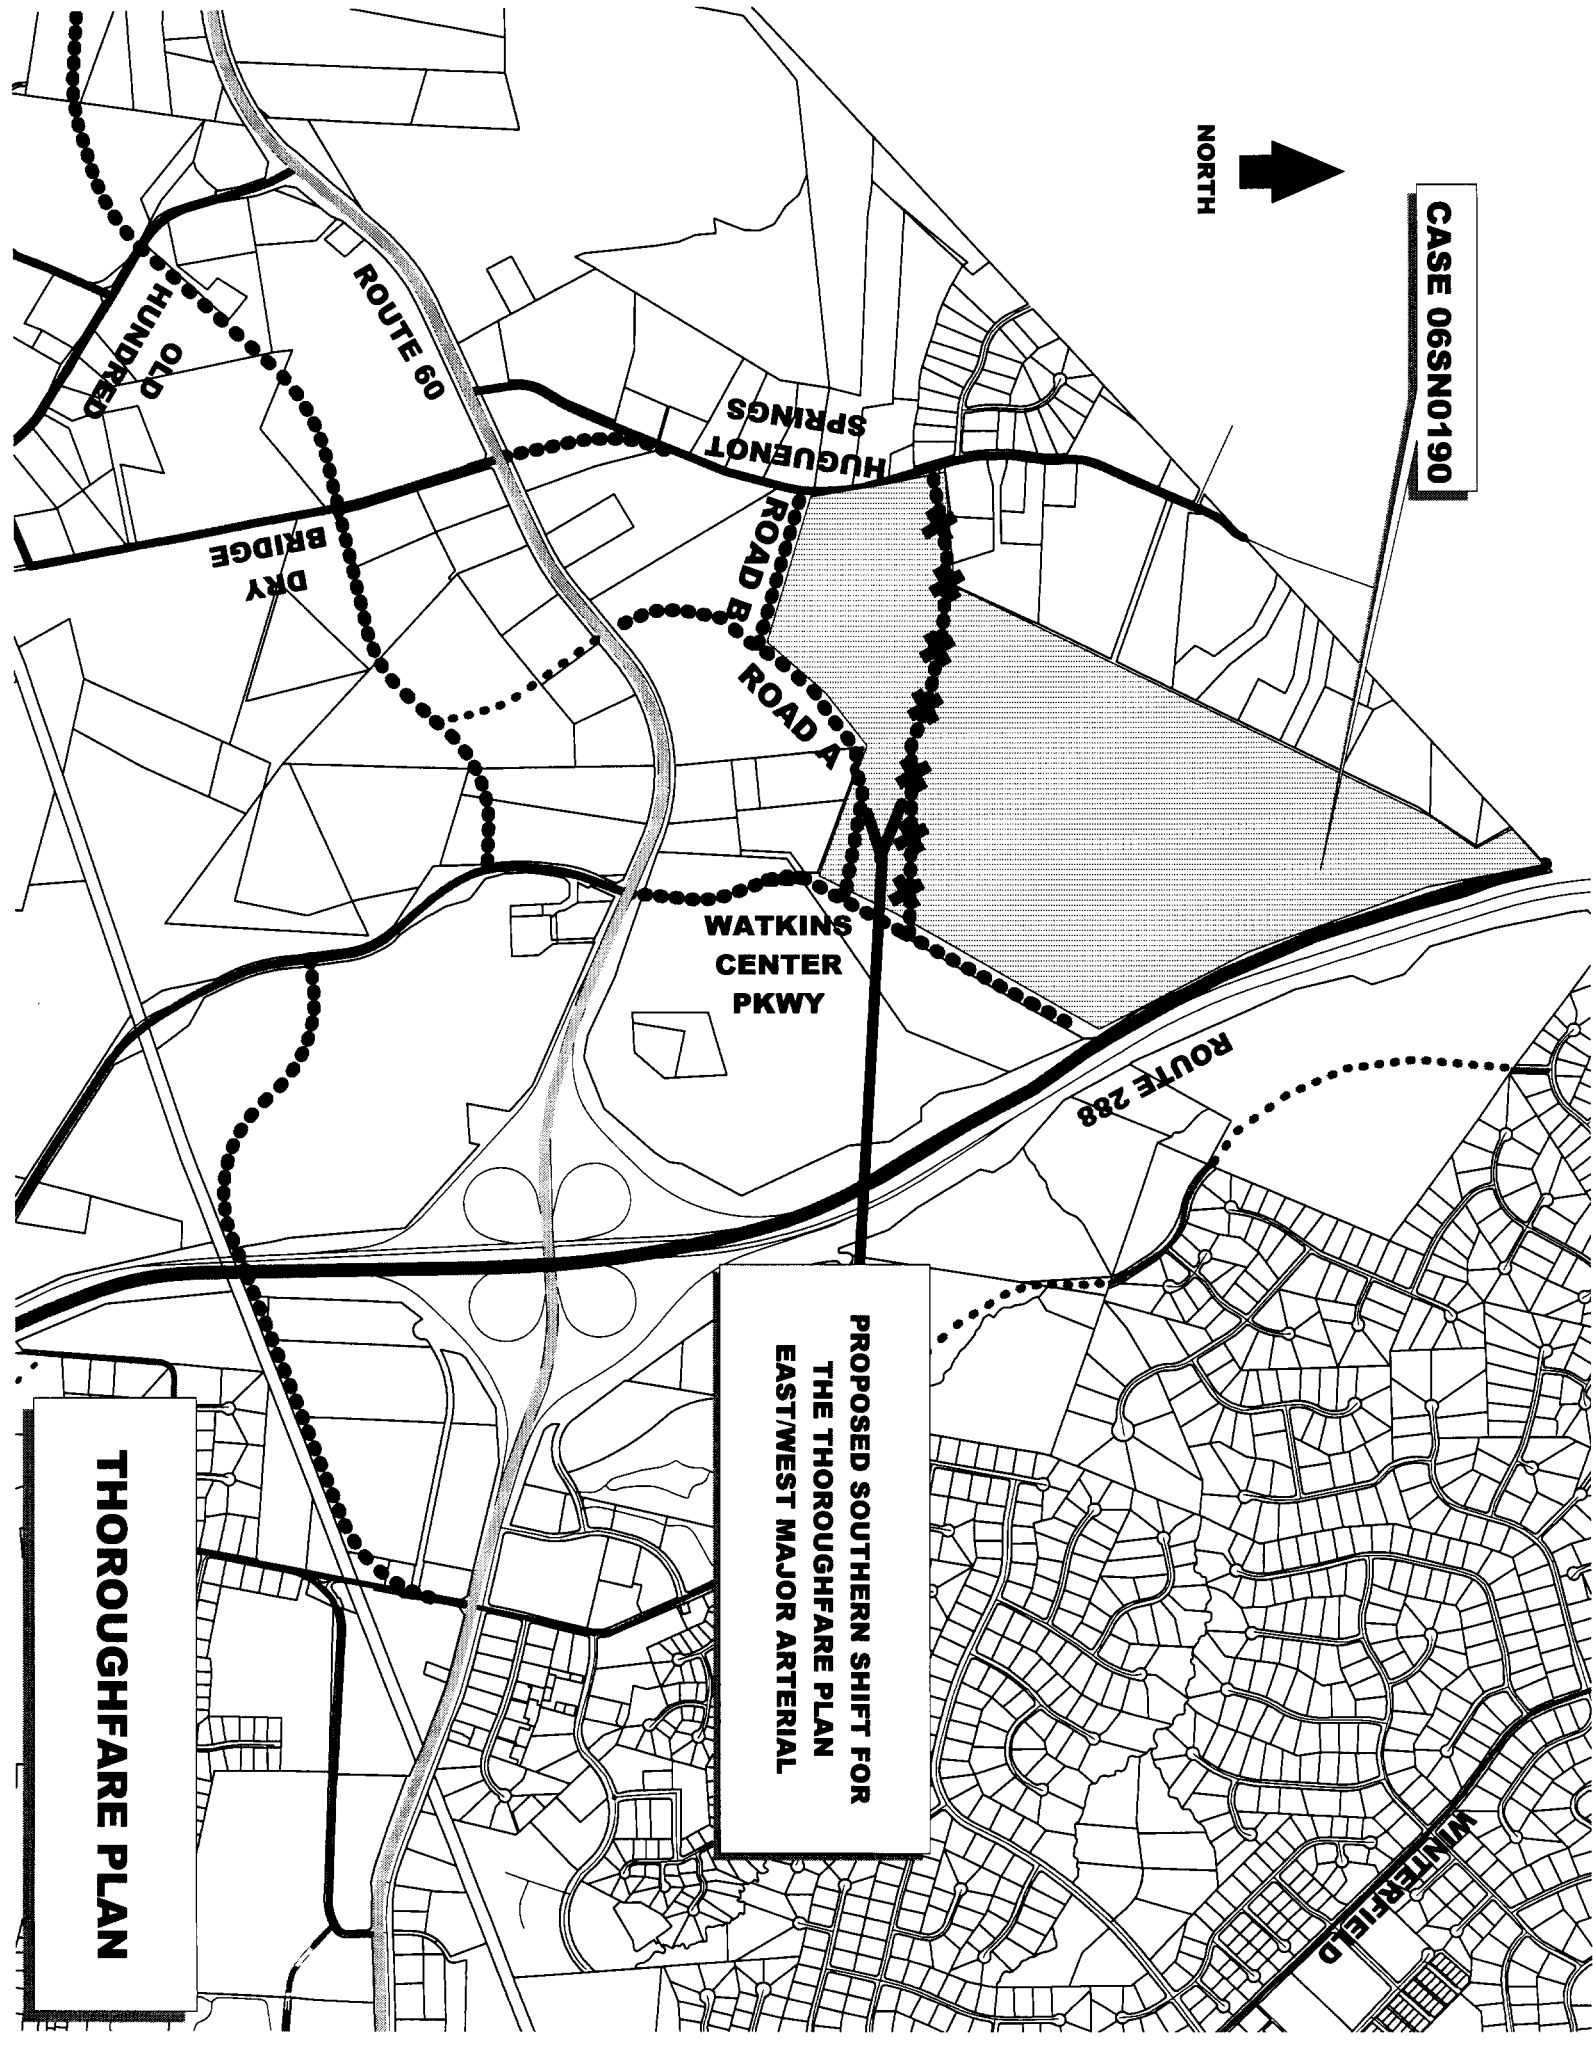 CASE 06SN0190
NORTH
ROUTE 60
OLD
HUNDRED
HUGUENOT
SPRINGS
DRY
BRIDGE
ROAD B
ROAD A
WATKINS
CENTER
PKWY
ROUTE 288
PROPOSED SOUTHERN SHIFT FOR
THE THOROUGHFARE PLAN
EAST/WEST MAJOR ARTERIAL
WINTERFIELD
THOROUGHFARE PLAN